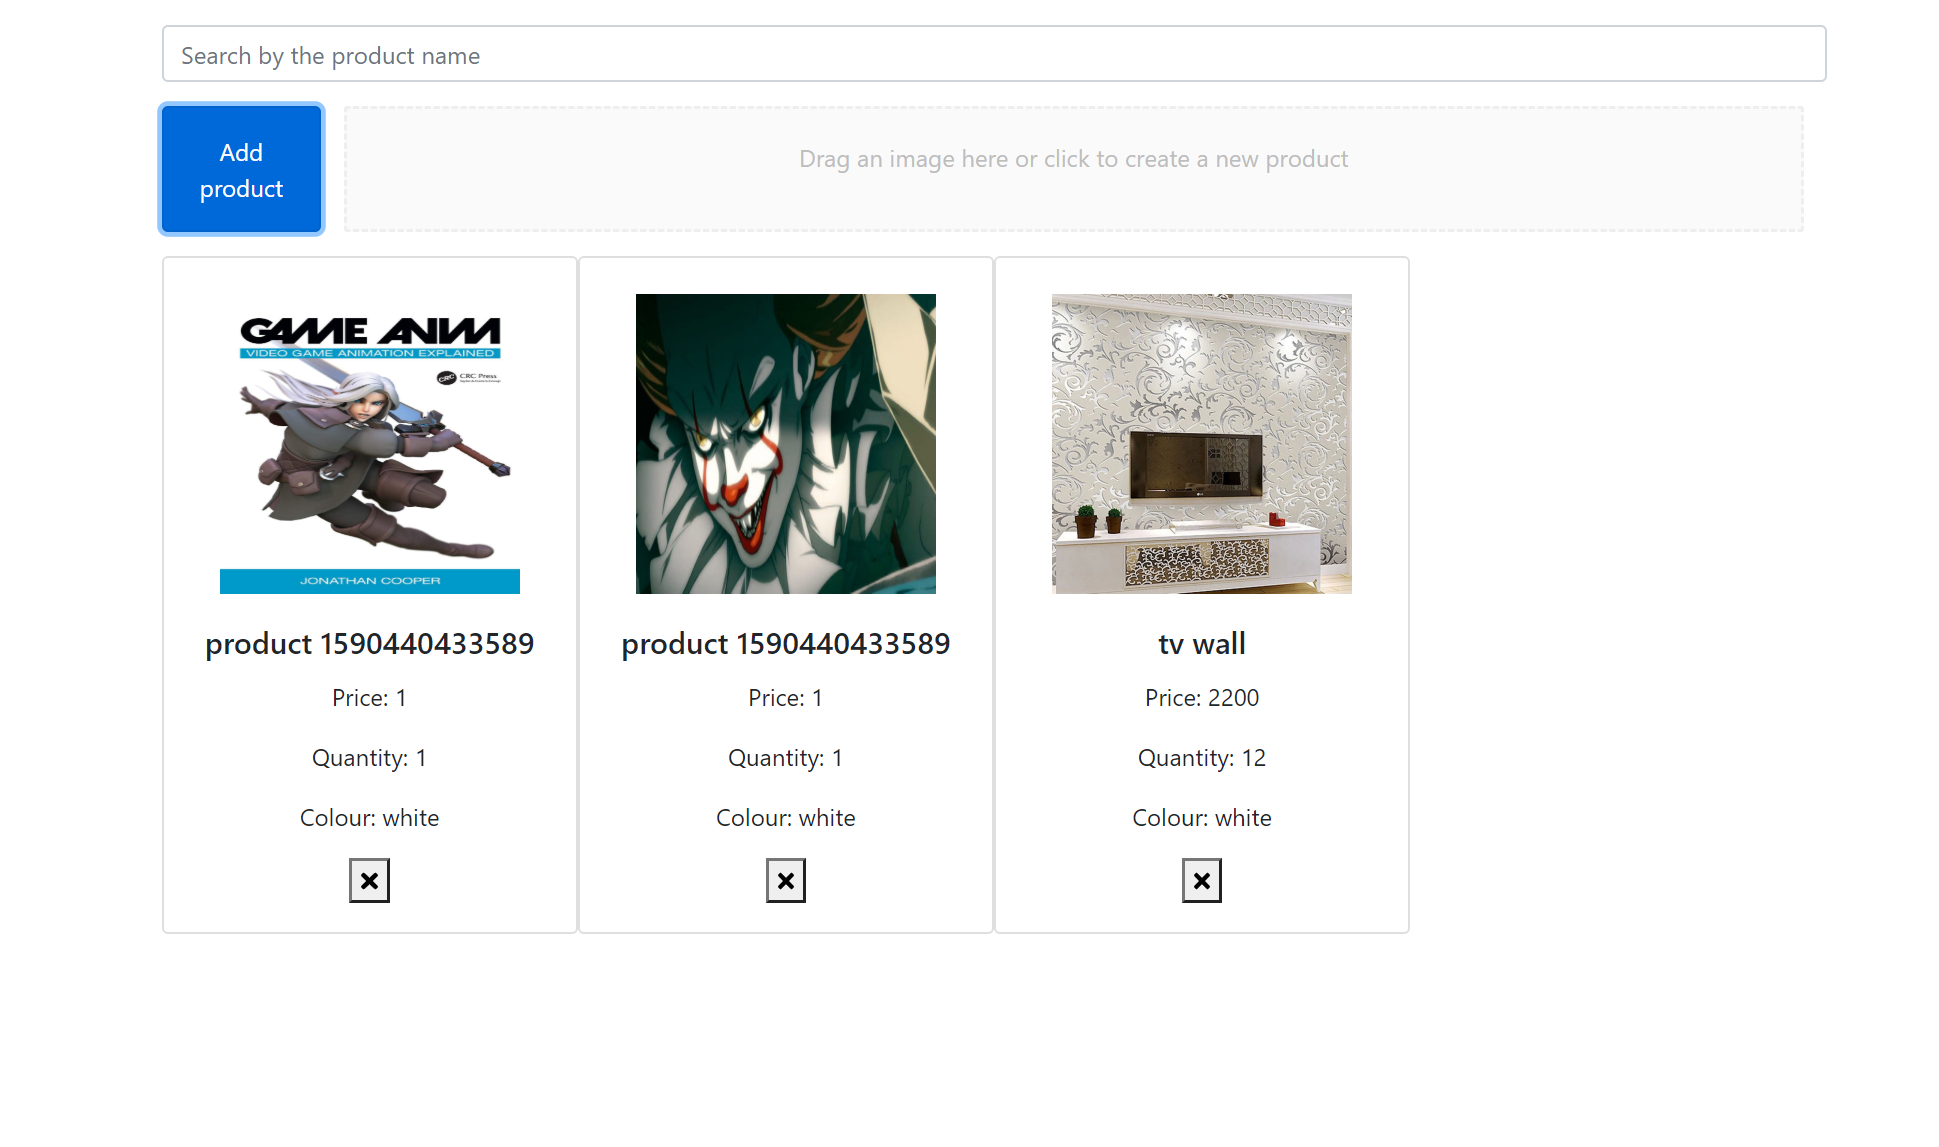 Search by the product name
Add
product
Drag an image here or click to create a new product
GAME ANIM
VIDEO GAME ANIMATION EXPLAINED
CRC CRC Press
JONATHAN COOPER
product 1590440433589
Price: 1
Quantity: 1
Colour: white
product 1590440433589
Price: 1
Quantity: 1
Colour: white
tv wall
Price: 2200
Quantity: 12
Colour: white